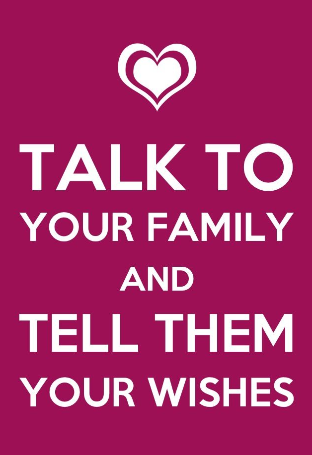 TALK TO
YOUR FAMILY
AND
TELL THEM
YOUR WISHES